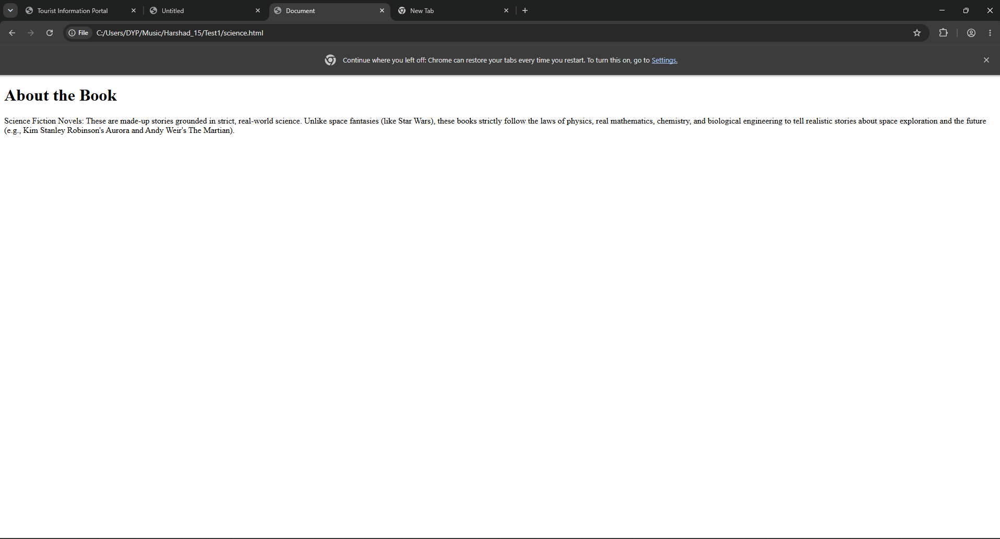 Tourist Information Portal
Untitled
Document
New Tab
File
C:/Users/DYP/Music/Harshad_15/Test1/science.html
Continue where you left off: Chrome can restore your tabs every time you restart. To turn this on, go to Settings.
About the Book
Science Fiction Novels: These are made-up stories grounded in strict, real-world science. Unlike space fantasies (like Star Wars), these books strictly follow the laws of physics, real mathematics, chemistry, and biological engineering to tell realistic stories about space exploration and the future
(e.g., Kim Stanley Robinson's Aurora and Andy Weir's The Martian).